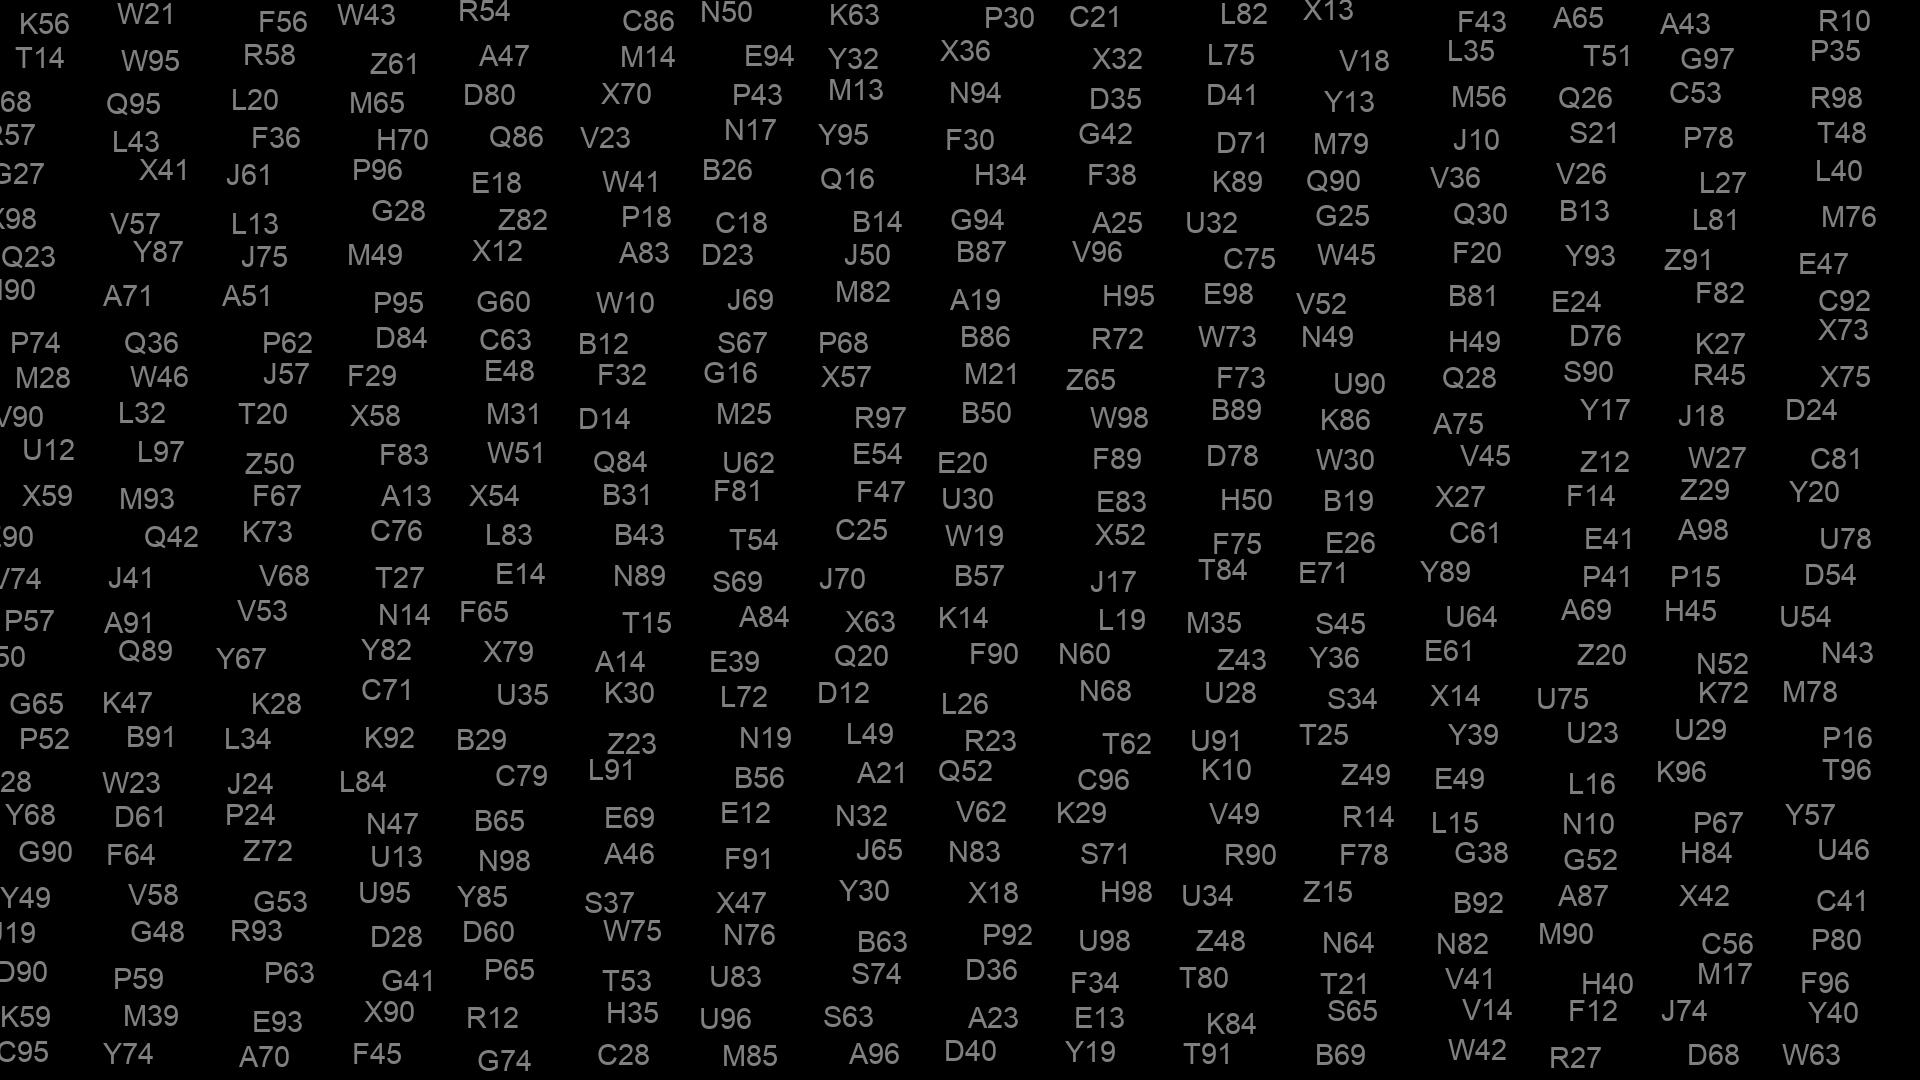 K56 W21 F56 W43 R54 C86 N50 K63 P30 C21 L82 X13 F43 A65 A43 R10
T14 W95 R58 Z61 A47 M14 E94 Y32 X36 X32 L75 V18 L35 T51 G97 P35
68 Q95 L20 M65 D80 X70 P43 M13 N94 D35 D41 Y13 M56 Q26 C53 R98
R57 L43 F36 H70 Q86 V23 N17 Y95 F30 G42 D71 M79 J10 S21 P78 T48
G27 X41 J61 P96 E18 W41 B26 Q16 H34 F38 K89 Q90 V36 V26 L27 L40
X98 V57 L13 G28 Z82 P18 C18 B14 G94 A25 U32 G25 Q30 B13 L81 M76
Q23 Y87 J75 M49 X12 A83 D23 J50 B87 V96 C75 W45 F20 Y93 Z91 E47
90 A71 A51 P95 G60 W10 J69 M82 A19 H95 E98 V52 B81 E24 F82 C92
P74 Q36 P62 D84 C63 B12 S67 P68 B86 R72 W73 N49 H49 D76 K27 X73
M28 W46 J57 F29 E48 F32 G16 X57 M21 Z65 F73 U90 Q28 S90 R45 X75
V90 L32 T20 X58 M31 D14 M25 R97 B50 W98 B89 K86 A75 Y17 J18 D24
U12 L97 Z50 F83 W51 Q84 U62 E54 E20 F89 D78 W30 V45 Z12 W27 C81
X59 M93 F67 A13 X54 B31 F81 F47 U30 E83 H50 B19 X27 F14 Z29 Y20
90 Q42 K73 C76 L83 B43 T54 C25 W19 X52 F75 E26 C61 E41 A98 U78
V74 J41 V68 T27 E14 N89 S69 J70 B57 J17 T84 E71 Y89 P41 P15 D54
P57 A91 V53 N14 F65 T15 A84 X63 K14 L19 M35 S45 U64 A69 H45 U54
50 Q89 Y67 Y82 X79 A14 E39 Q20 F90 N60 Z43 Y36 E61 Z20 N52 N43
G65 K47 K28 C71 U35 K30 L72 D12 L26 N68 U28 S34 X14 U75 K72 M78
P52 B91 L34 K92 B29 Z23 N19 L49 R23 T62 U91 T25 Y39 U23 U29 P16
28 W23 J24 L84 C79 L91 B56 A21 Q52 C96 K10 Z49 E49 L16 K96 T96
Y68 D61 P24 N47 B65 E69 E12 N32 V62 K29 V49 R14 L15 N10 P67 Y57
G90 F64 Z72 U13 N98 A46 F91 J65 N83 S71 R90 F78 G38 G52 H84 U46
Y49 V58 G53 U95 Y85 S37 X47 Y30 X18 H98 U34 Z15 B92 A87 X42 C41
19 G48 R93 D28 D60 W75 N76 B63 P92 U98 Z48 N64 N82 M90 C56 P80
D90 P59 P63 G41 P65 T53 U83 S74 D36 F34 T80 T21 V41 H40 M17 F96
K59 M39 E93 X90 R12 H35 U96 S63 A23 E13 K84 S65 V14 F12 J74 Y40
C95 Y74 A70 F45 G74 C28 M85 A96 D40 Y19 T91 B69 W42 R27 D68 W63